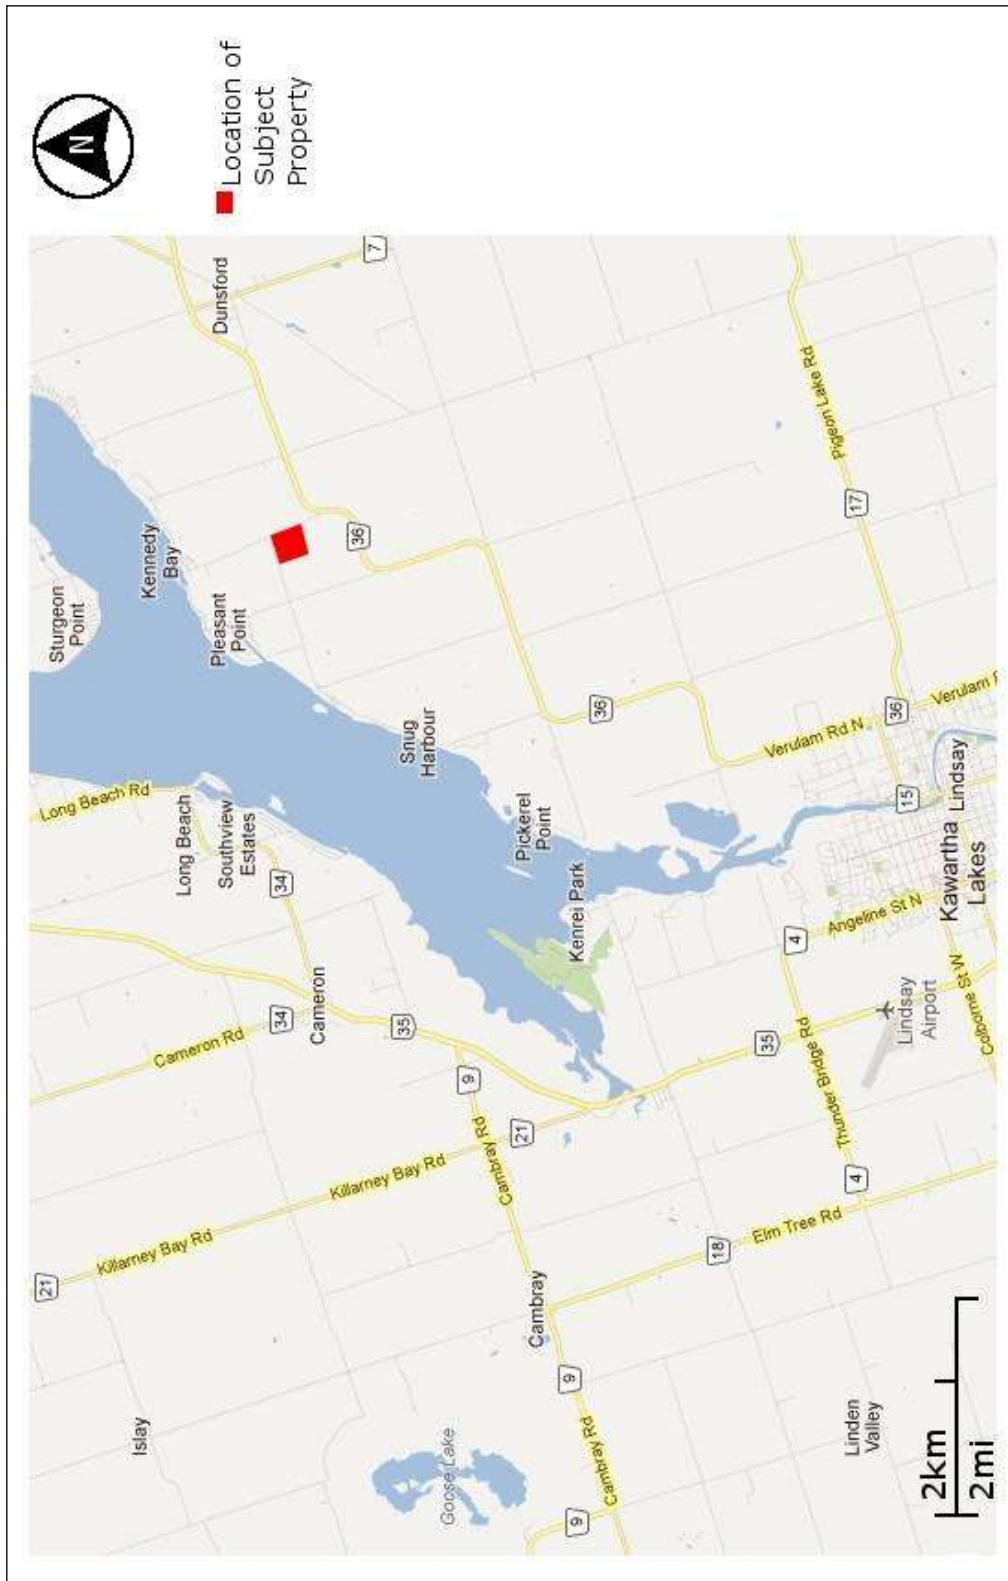 21
Long Beach Rd
Sturgeon
Point
N
Islay
Killarney Bay Rd
Cameron Rd
Long Beach
Kennedy
Bay
Southview
Estates
Pleasant
Point
Dunsford
Location of
Subject
Property
34
34
Cameron
Killarney Bay Rd
35
36
7
Snug
Harbour
Goose Lake
9
Cambray Rd
21
Pickerel
Point
Cambray
9
9
Kenrei Park
36
Cambray Rd
18
35
4
Elm Tree Rd
Thunder Bridge Rd
Verulam Rd N
Pigeon Lake Rd
Linden
Valley
4
Angeline St N
17
Lindsay
Airport
15
36
Kawartha
Lakes
Lindsay
Verulam
Colborne St W
2km
2mi